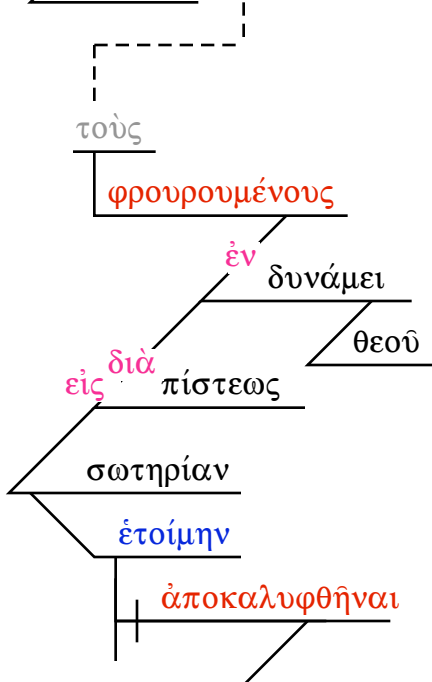 τοὺς
φρουρουμένους
ἐν
δυνάμει
θεοῦ
διὰ
εἰς πίστεως
σωτηρίαν
ἑτοίμην
ἀποκαλυφθῆναι